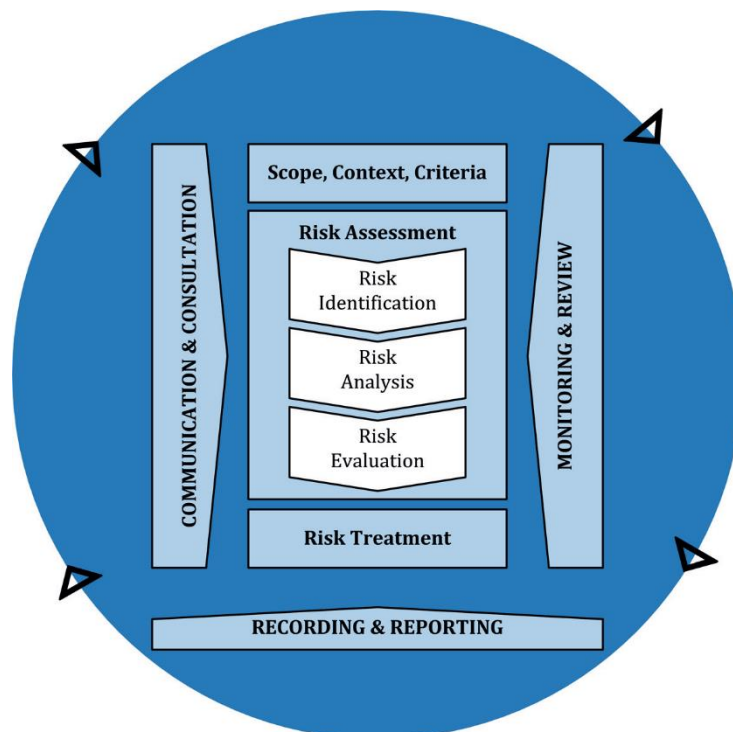 Scope, Context, Criteria
Risk Assessment
Risk
Identification
Risk
Analysis
Risk
Evaluation
Risk Treatment
COMMUNICATION & CONSULTATION
MONITORING & REVIEW
RECORDING & REPORTING